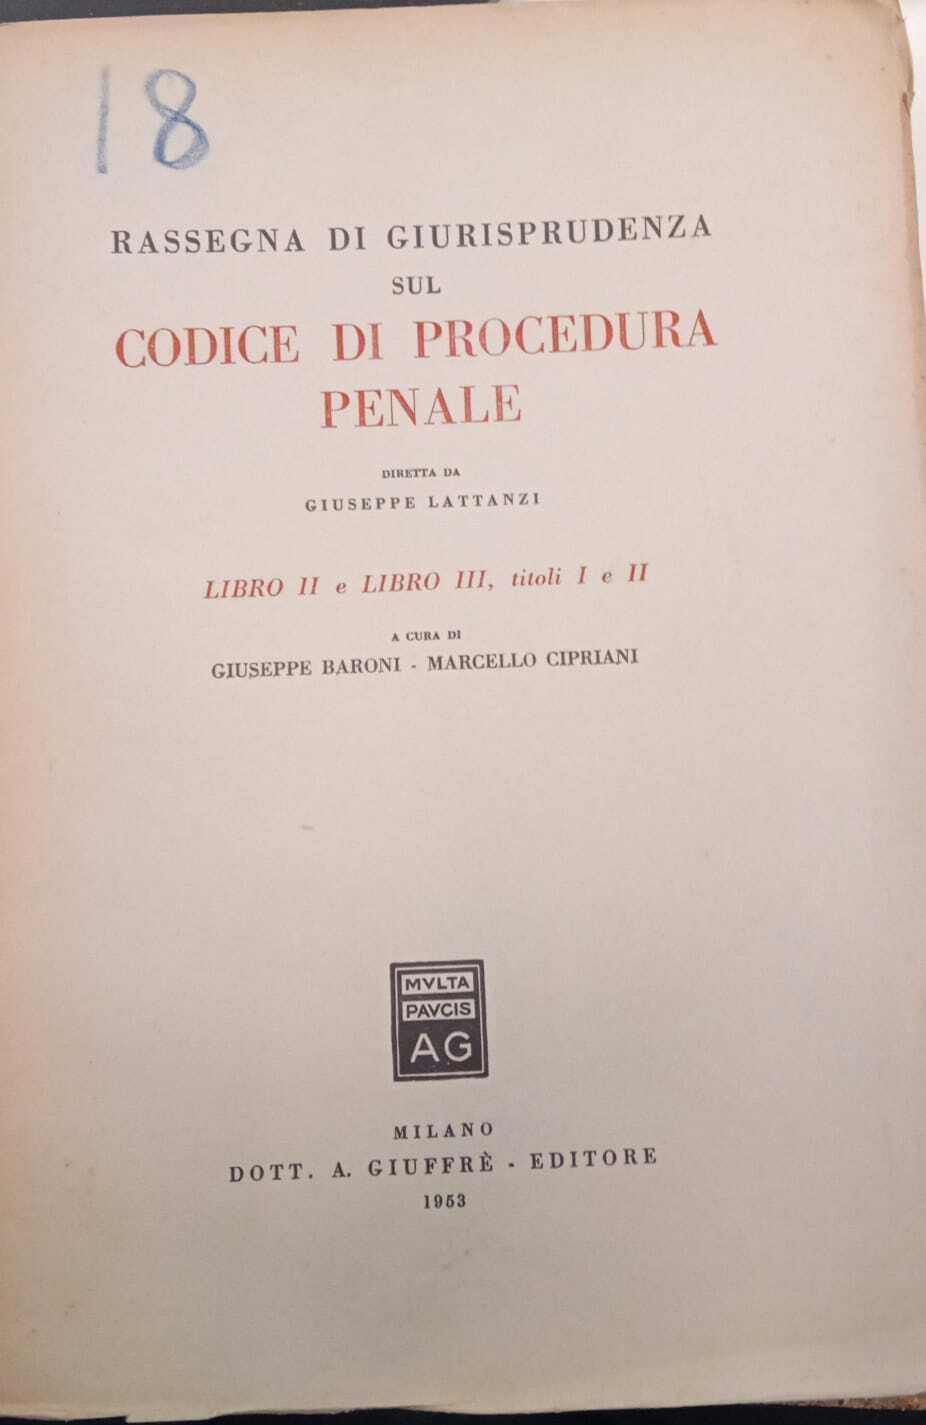 18
RASSEGNA DI GIURISPRUDENZA
SUL
CODICE DI PROCEDURA
PENALE
DIRETTA DA
GIUSEPPE LATTANZI
LIBRO II e LIBRO III, titoli I e II
A CURA DI
GIUSEPPE BARONI - MARCELLO CIPRIANI
MVLTA
PAVCIS
AG
MILANO
DOTT. A. GIUFFRÈ - EDITORE
1953